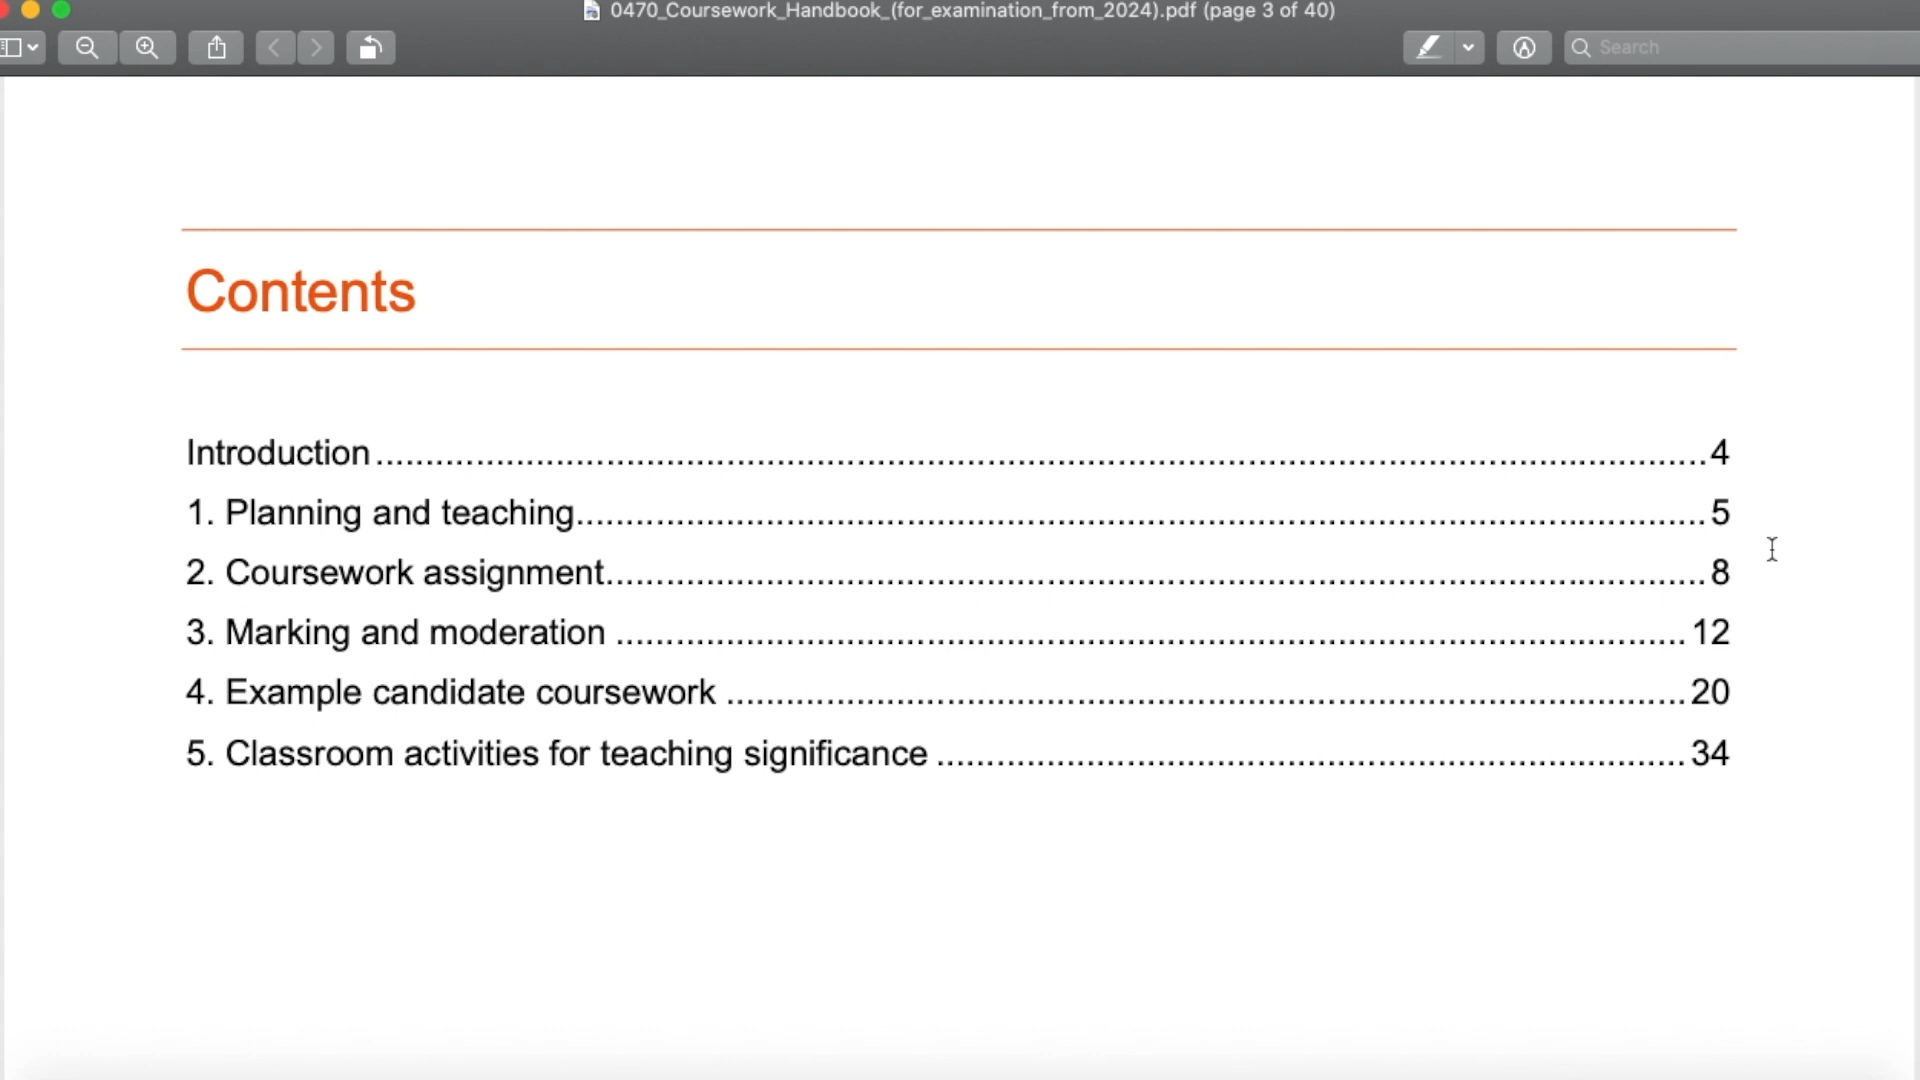 0470_Coursework_Handbook_(for_examination_from_2024).pdf (page 3 of 40)
Search
Contents
Introduction....................4
1. Planning and teaching....................5
2. Coursework assignment....................8
3. Marking and moderation ....................12
4. Example candidate coursework ....................20
5. Classroom activities for teaching significance ....................34